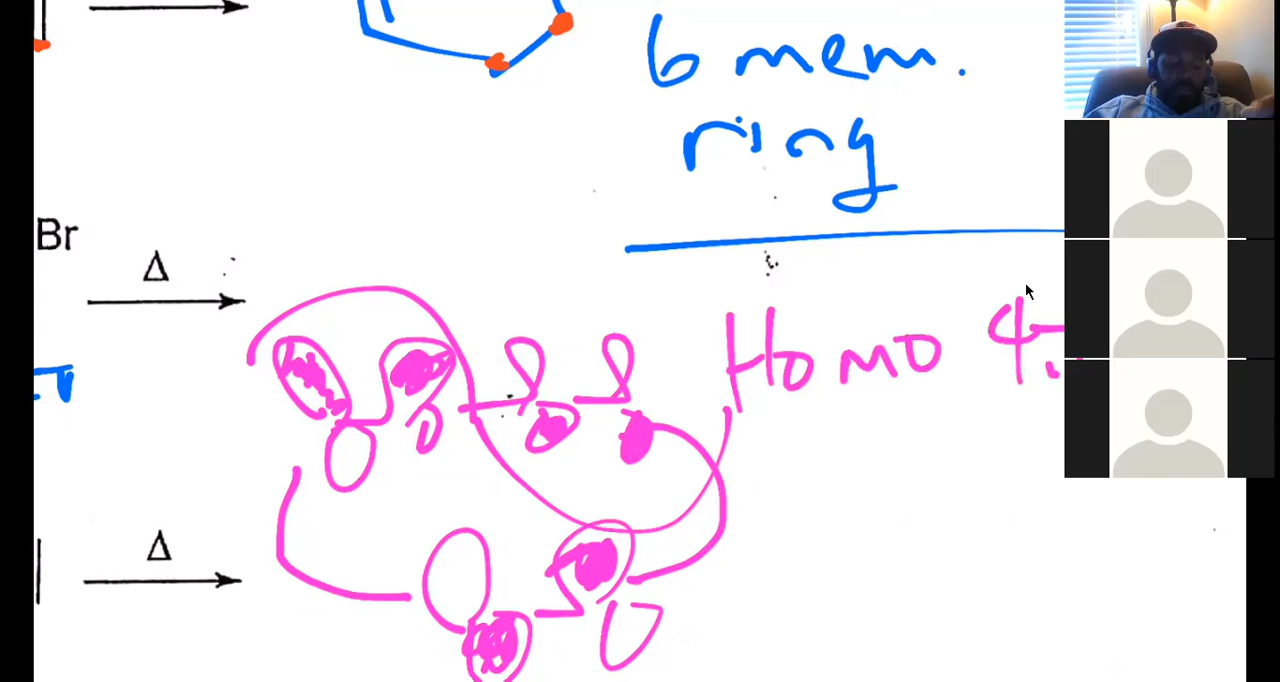 6 mem.
ring
Br
Δ
Homo 4
Δ